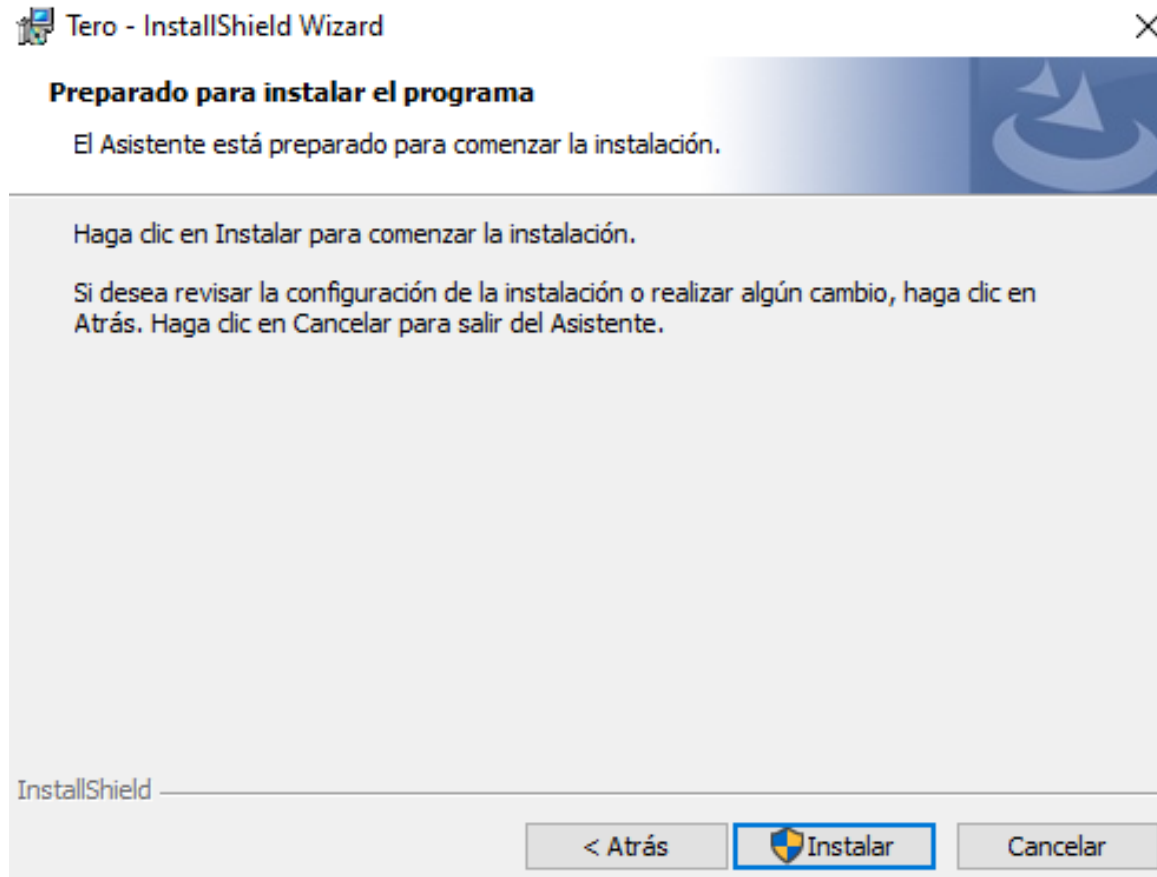 Tero - InstallShield Wizard
Preparado para instalar el programa
El Asistente está preparado para comenzar la instalación.
Haga clic en Instalar para comenzar la instalación.
Si desea revisar la configuración de la instalación o realizar algún cambio, haga clic en
Atrás. Haga clic en Cancelar para salir del Asistente.
InstallShield
< Atrás
Instalar
Cancelar